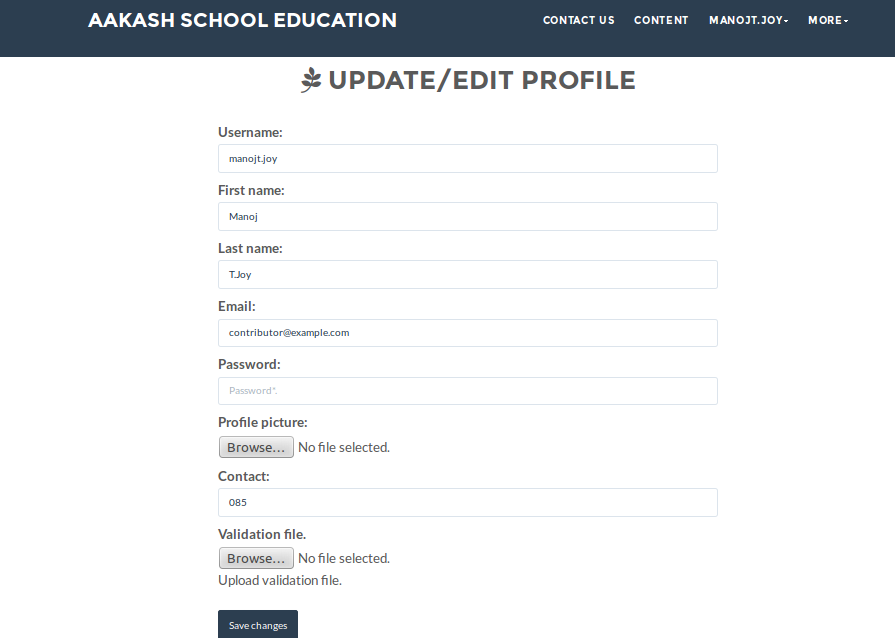 AAKASH SCHOOL EDUCATION
CONTACT US CONTENT MANOJT.JOY MORE
UPDATE/EDIT PROFILE
Username:
manojt.joy
First name:
Manoj
Last name:
T.Joy
Email:
contributor@example.com
Password:
Password*.
Profile picture:
Browse... No file selected.
Contact:
085
Validation file.
Browse... No file selected.
Upload validation file.
Save changes